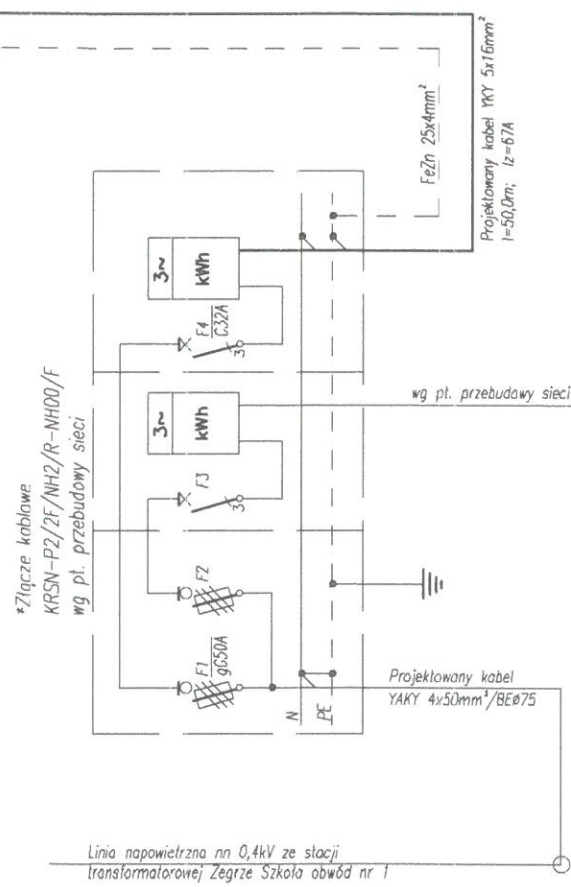 *Złącze kablowe
KRSN-P2/2F/NH2/R-NH00/F
wg pt. przebudowy sieci
FeZn 25x4mm²
Projektowany kabel YKY 5x16mm²
l=50,0m; Iz=67A
3~
kWh
F4
C32A
3
wg pt. przebudowy sieci
3~
kWh
F3
3
F2
F1
gG50A
N
PE
Projektowany kabel
YAKY 4x50mm²/BEø75
Linia napowietrzna nn 0,4kV ze stacji
transformatorowej Zegrze Szkoła obwód nr 1